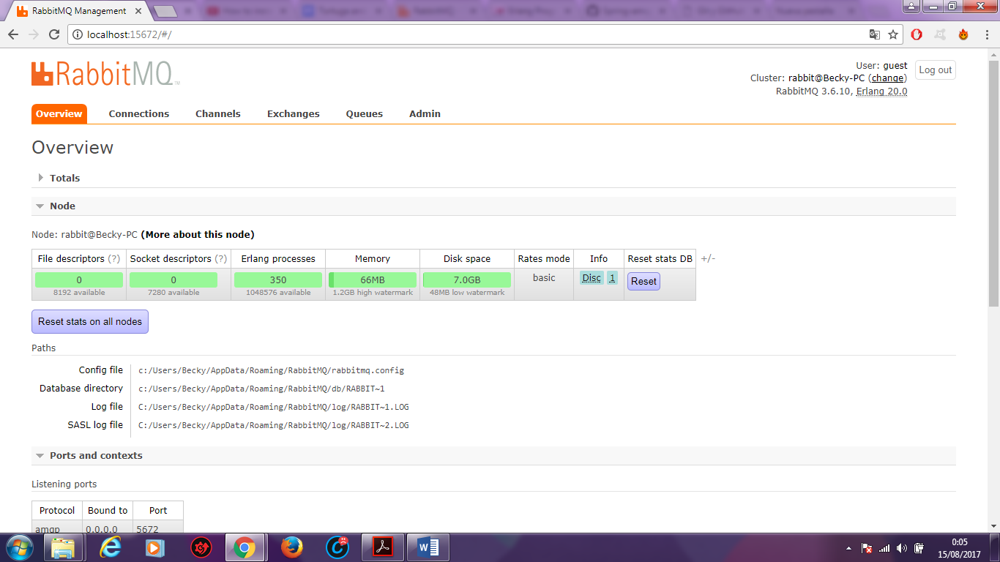 RabbitMQ Management
localhost:15672/#/
RabbitMQ™
User: guest
Cluster: rabbit@Becky-PC (change)
RabbitMQ 3.6.10, Erlang 20.0
Log out
Overview Connections Channels Exchanges Queues Admin
Overview
Totals
Node
Node: rabbit@Becky-PC (More about this node)
File descriptors (?) Socket descriptors (?) Erlang processes Memory Disk space Rates mode Info Reset stats DB +/-
0 0 350 66MB 7.0GB basic Disc 1 Reset
8192 available 7280 available 1048576 available 1.2GB high watermark 48MB low watermark
Reset stats on all nodes
Paths
Config file c:/Users/Becky/AppData/Roaming/RabbitMQ/rabbitmq.config
Database directory c:/Users/Becky/AppData/Roaming/RabbitMQ/db/RABBIT~1
Log file C:/Users/Becky/AppData/Roaming/RabbitMQ/log/RABBIT~1.LOG
SASL log file C:/Users/Becky/AppData/Roaming/RabbitMQ/log/RABBIT~2.LOG
Ports and contexts
Listening ports
Protocol Bound to Port
amqp 0.0.0.0 5672
0:05
15/08/2017